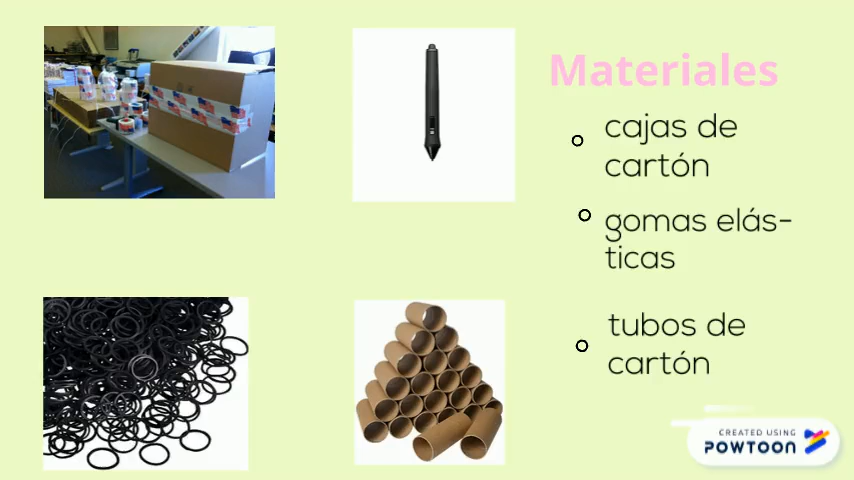 Materiales
cajas de
cartón
gomas elás-
ticas
tubos de
cartón
CREATED USING
POWTOON